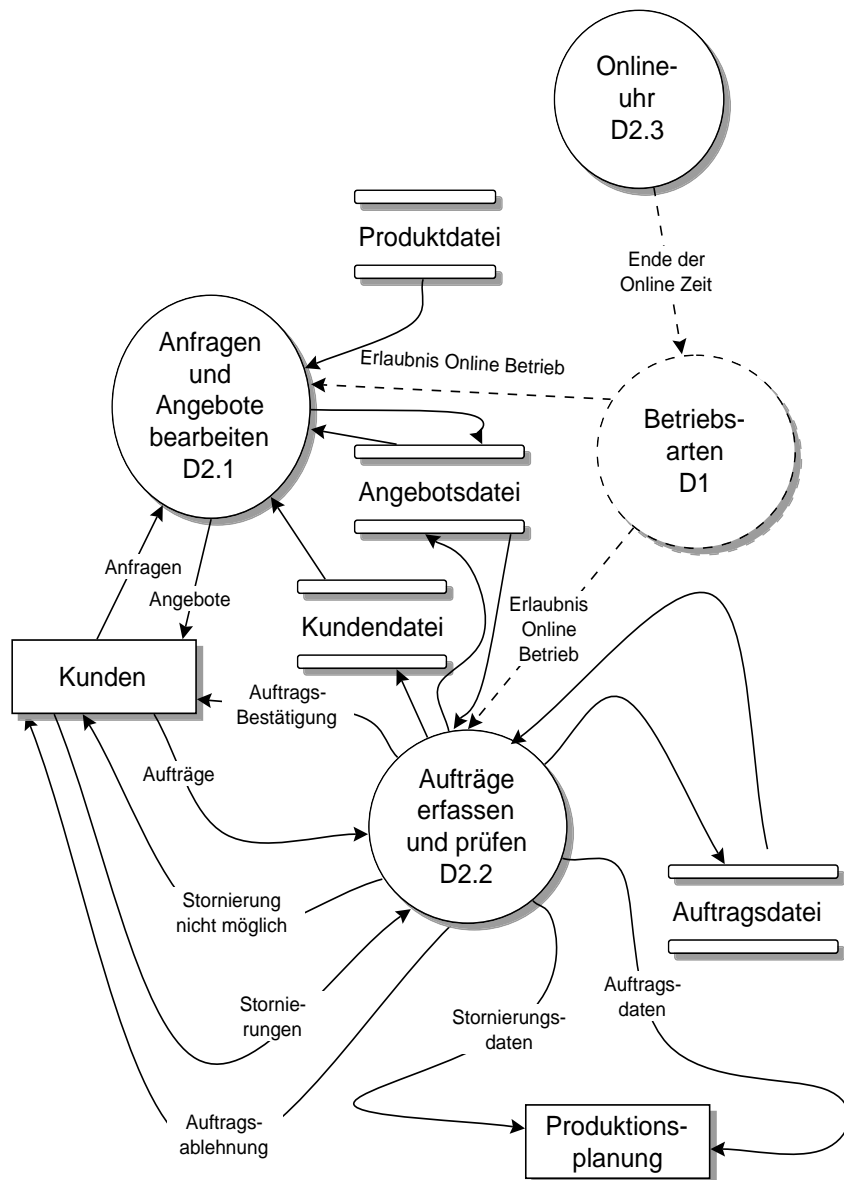 Online-
uhr
D2.3
Produktdatei
Ende der
Online Zeit
Anfragen
und
Angebote
bearbeiten
D2.1
Erlaubnis Online Betrieb
Betriebs-
arten
D1
Angebotsdatei
Anfragen
Angebote
Kundendatei
Erlaubnis
Online
Betrieb
Kunden
Auftrags-
Bestätigung
Aufträge
Aufträge
erfassen
und prüfen
D2.2
Stornierung
nicht möglich
Auftragsdatei
Stornie-
rungen
Stornierungs-
daten
Auftrags-
daten
Auftrags-
ablehnung
Produktions-
planung